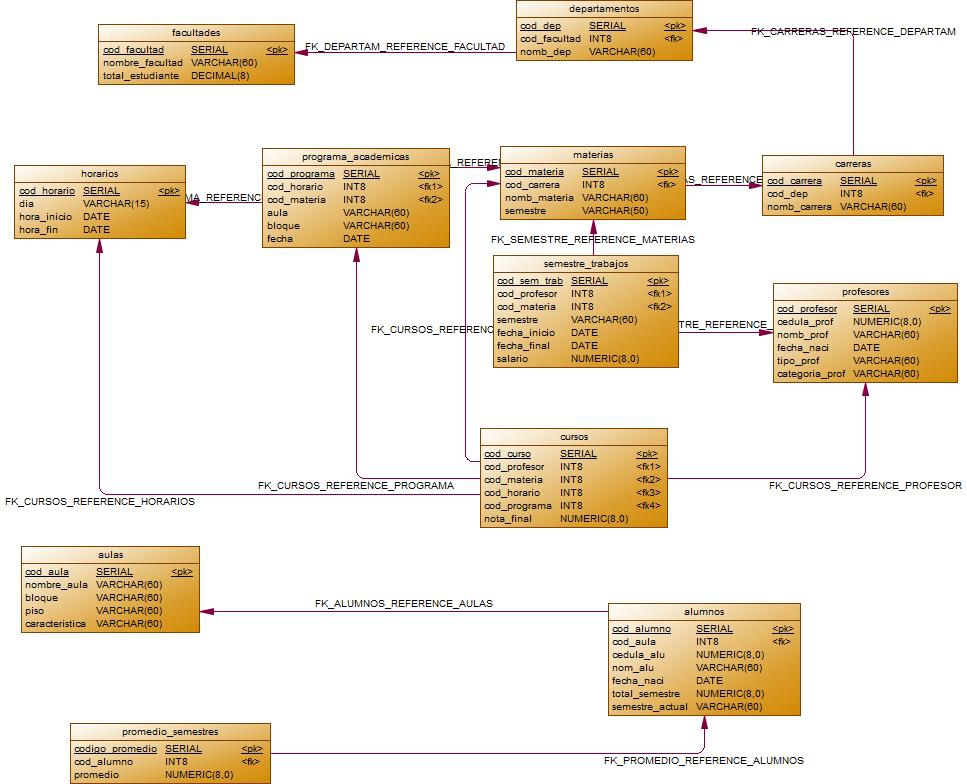 departamentos
cod_dep SERIAL <pk>
cod_facultad INT8 <fk>
nomb_dep VARCHAR(60)
facultades
cod_facultad SERIAL <pk>
nombre_facultad VARCHAR(60)
total_estudiante DECIMAL(8)
FK_DEPARTAM_REFERENCE_FACULTAD
FK_CARRERAS_REFERENCE_DEPARTAM
horarios
cod_horario SERIAL <pk>
dia VARCHAR(15)
hora_inicio DATE
hora_fin DATE
MA_REFERENC
programa_academicas
cod_programa SERIAL <pk>
cod_horario INT8 <fk1>
cod_materia INT8 <fk2>
aula VARCHAR(60)
bloque VARCHAR(60)
fecha DATE
_REFERE
materias
cod_materia SERIAL <pk>
cod_carrera INT8 <fk>
nomb_materia VARCHAR(60)
semestre VARCHAR(50)
AS_REFERENCE
carreras
cod_carrera SERIAL <pk>
cod_dep INT8 <fk>
nomb_carrera VARCHAR(60)
FK_SEMESTRE_REFERENCE_MATERIAS
semestre_trabajos
cod_sem_trab SERIAL <pk>
cod_profesor INT8 <fk1>
cod_materia INT8 <fk2>
semestre VARCHAR(60)
fecha_inicio DATE
fecha_final DATE
salario NUMERIC(8,0)
FK_CURSOS_REFERENC
TRE_REFERENCE_
profesores
cod_profesor SERIAL <pk>
cedula_prof NUMERIC(8,0)
nomb_prof VARCHAR(60)
fecha_naci DATE
tipo_prof VARCHAR(60)
categoria_prof VARCHAR(60)
cursos
cod_curso SERIAL <pk>
cod_profesor INT8 <fk1>
cod_materia INT8 <fk2>
cod_horario INT8 <fk3>
cod_programa INT8 <fk4>
nota_final NUMERIC(8,0)
FK_CURSOS_REFERENCE_PROGRAMA
FK_CURSOS_REFERENCE_PROFESOR
FK_CURSOS_REFERENCE_HORARIOS
aulas
cod_aula SERIAL <pk>
nombre_aula VARCHAR(60)
bloque VARCHAR(60)
piso VARCHAR(60)
caracteristica VARCHAR(60)
FK_ALUMNOS_REFERENCE_AULAS
alumnos
cod_alumno SERIAL <pk>
cod_aula INT8 <fk>
cedula_alu NUMERIC(8,0)
nom_alu VARCHAR(60)
fecha_naci DATE
total_semestre NUMERIC(8,0)
semestre_actual VARCHAR(60)
promedio_semestres
codigo_promedio SERIAL <pk>
cod_alumno INT8 <fk>
promedio NUMERIC(8,0)
FK_PROMEDIO_REFERENCE_ALUMNOS